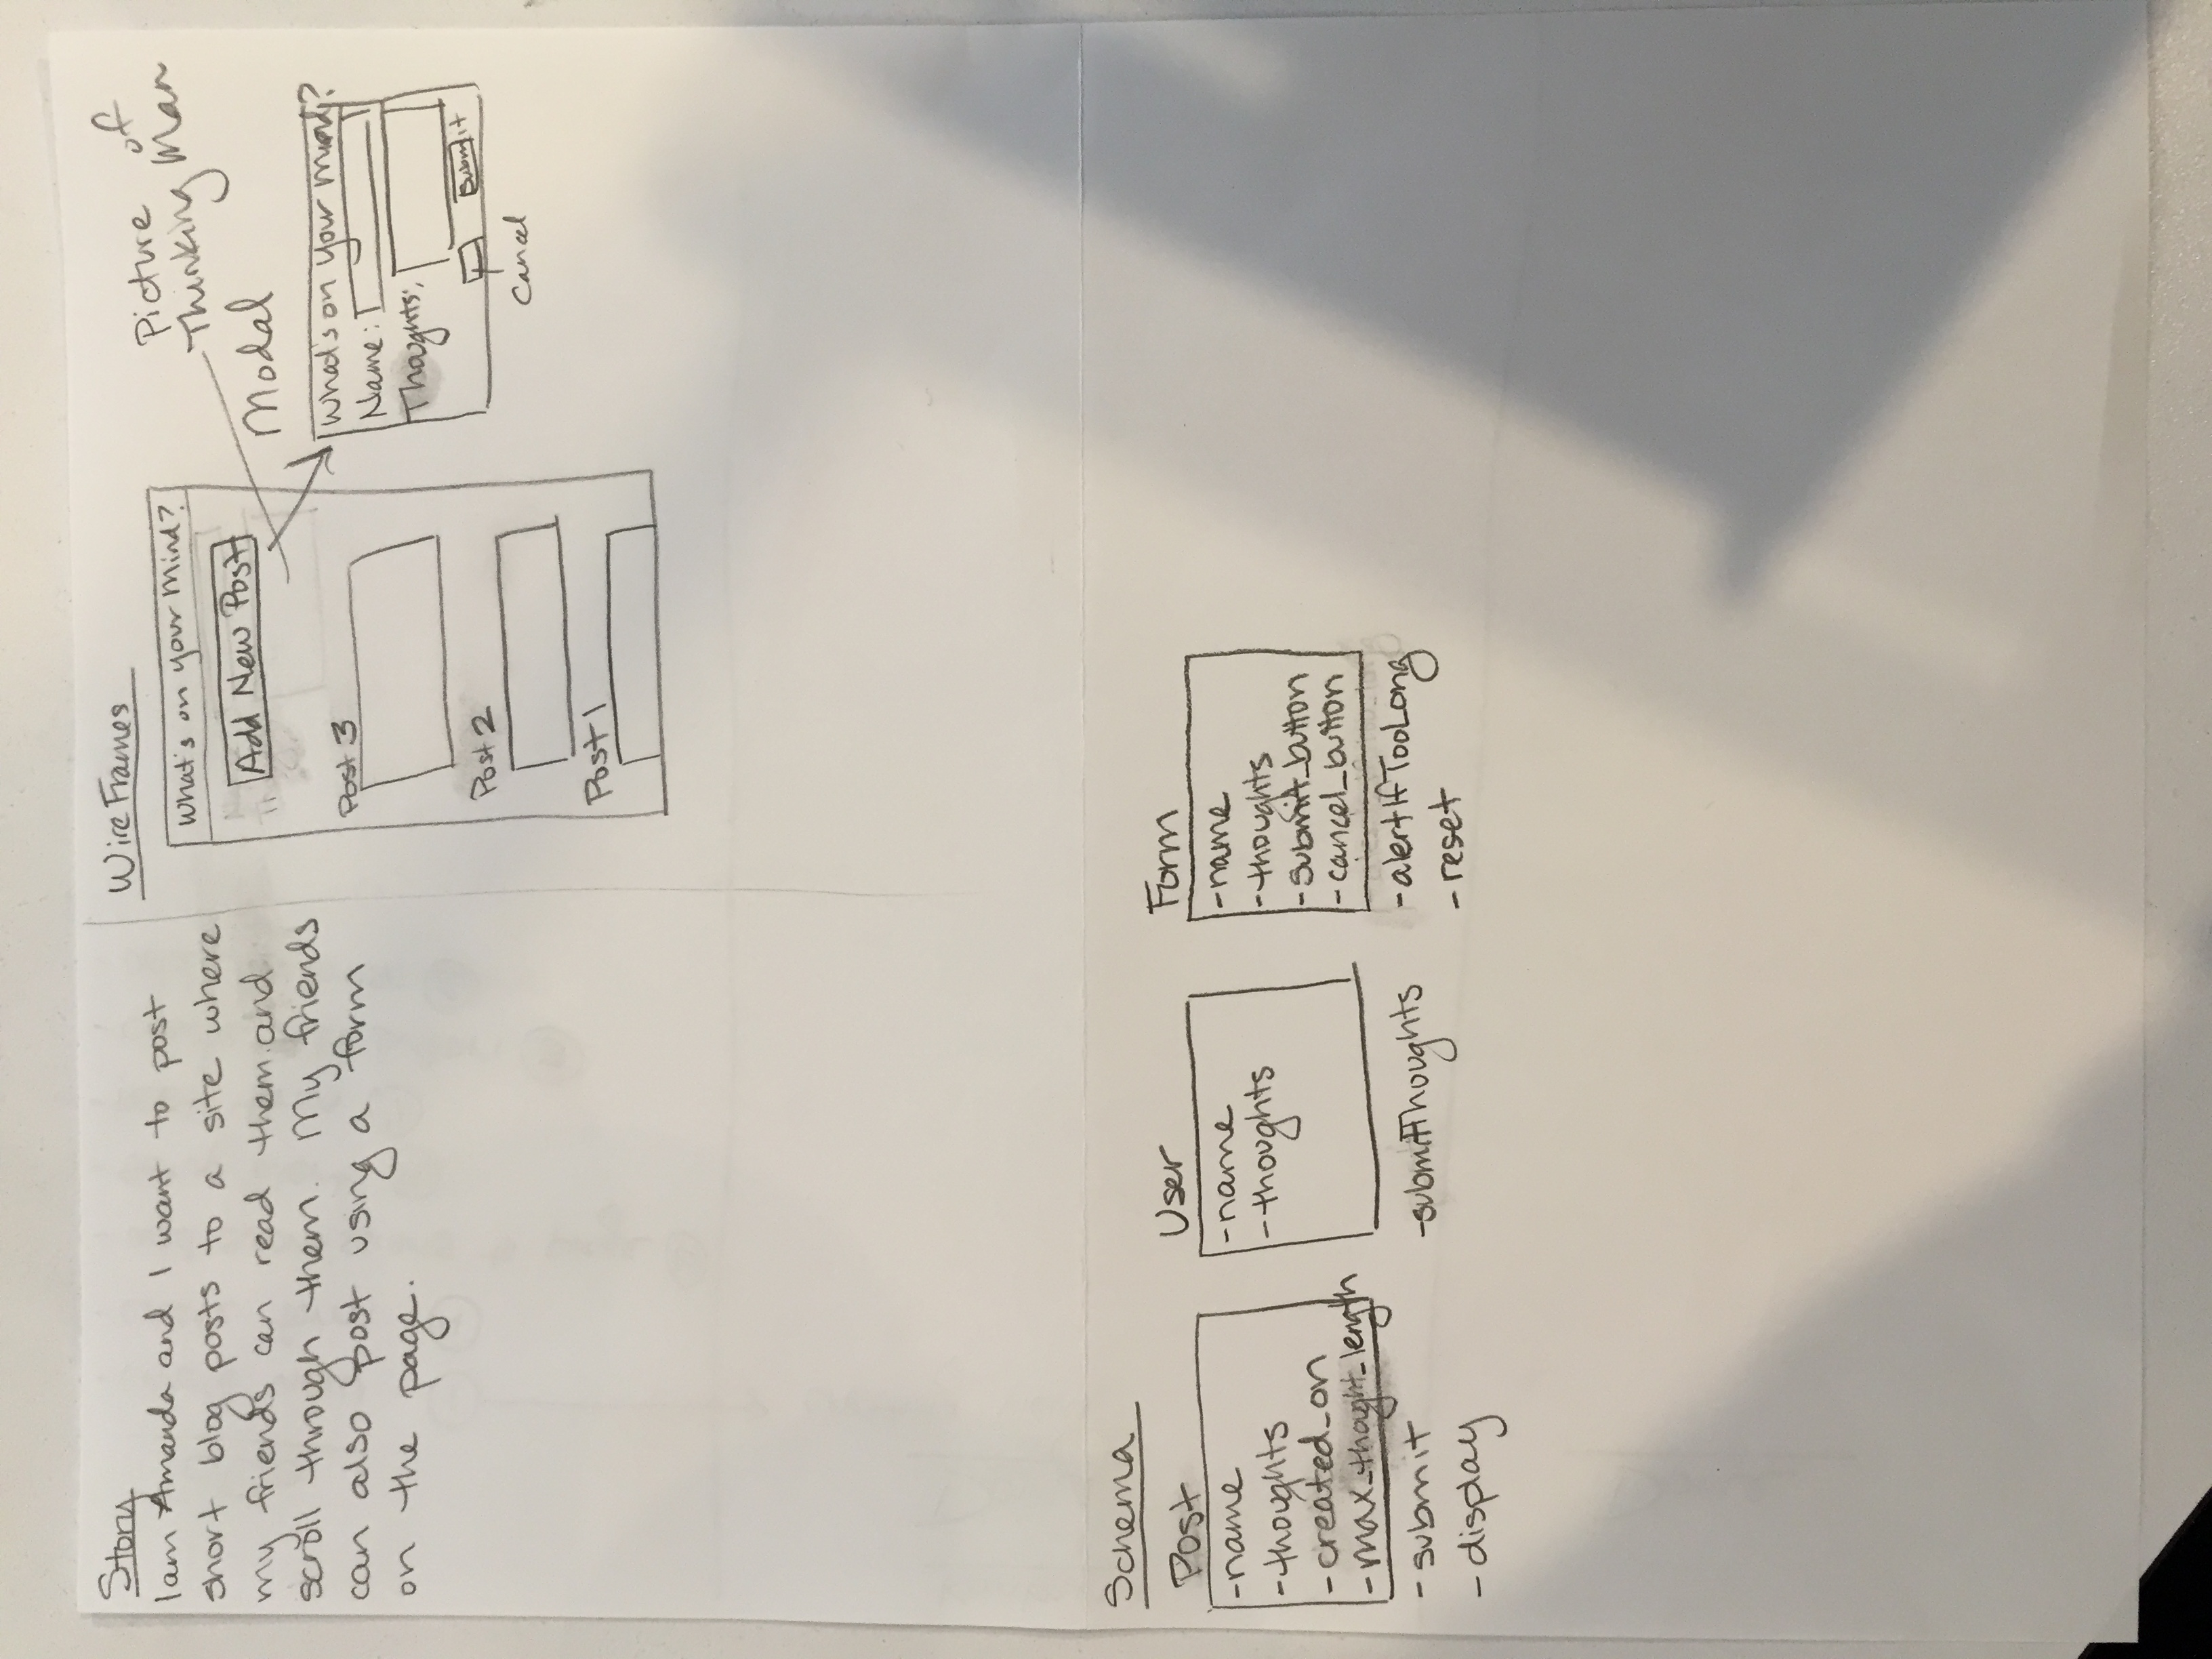 Story
I am Amanda and I want to post
short blog posts to a site where
my friends can read them and
scroll through them. My friends
can also post using a form
on the page.
WireFrames
What's on your mind?
Add New Post
Post 3
Post 2
Post 1
Picture of
Thinking Man
Modal
What's on your mind?
Name:
Thoughts:
Submit
Cancel
Schema
Post
-name
-thoughts
-created_on
-max_thought_length
-submit
-display
User
-name
-thoughts
-submitThoughts
Form
-name
-thoughts
-submit_button
-cancel_button
-alertIfTooLong
-reset